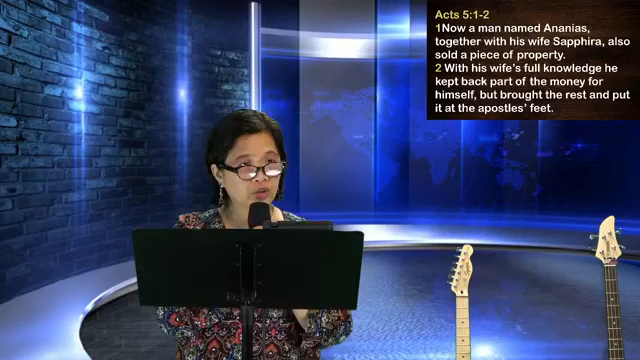 Acts 5:1-2
1Now a man named Ananias,
together with his wife Sapphira, also
sold a piece of property.
2 With his wife's full knowledge he
kept back part of the money for
himself, but brought the rest and put
it at the apostles' feet.